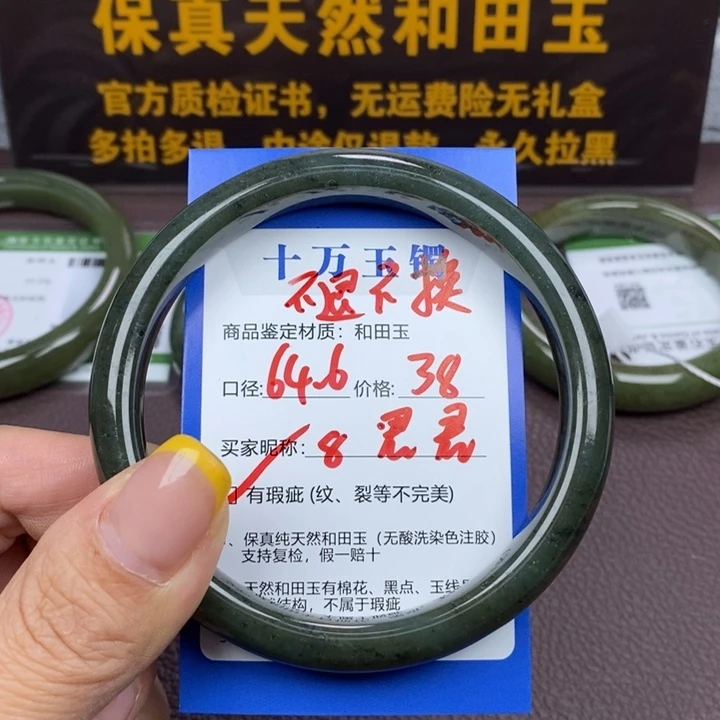 保真天然和田玉
官方质检证书，无运费险无礼盒
多拍多退，中途仅退款，永久拉黑
十万玉镯
不退不换
商品鉴定材质：和田玉
口径: 64.6 价格: 38
买家昵称: 8 君君
有瑕疵 (纹、裂等不完美)
、保真纯天然和田玉（无酸洗染色注胶）
支持复检，假一赔十
天然和田玉有棉花、黑点、玉线
结构，不属于瑕疵